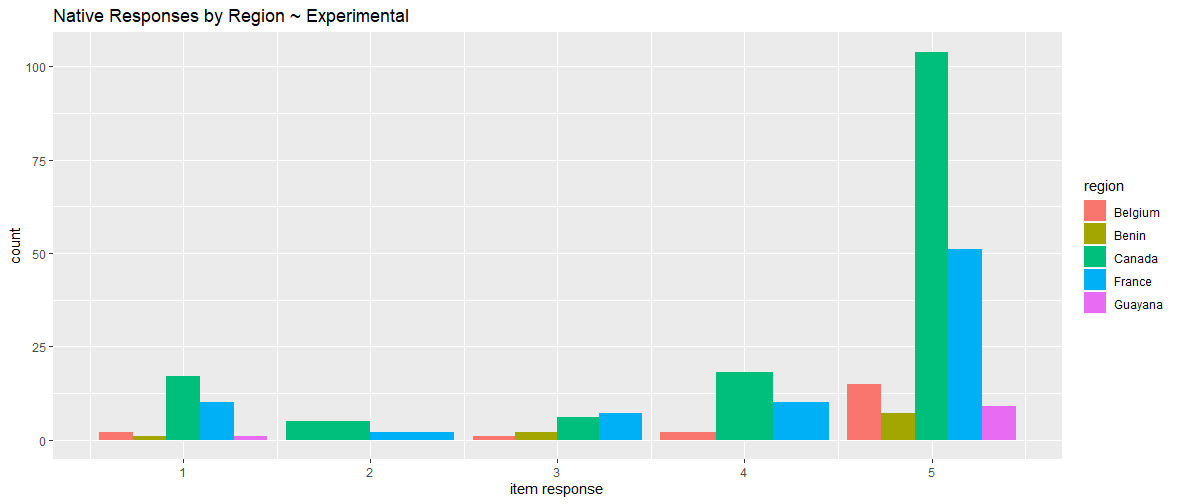 Native Responses by Region ~ Experimental
100
75
50
25
0
count
1 2 3 4 5
item response
region
Belgium
Benin
Canada
France
Guayana